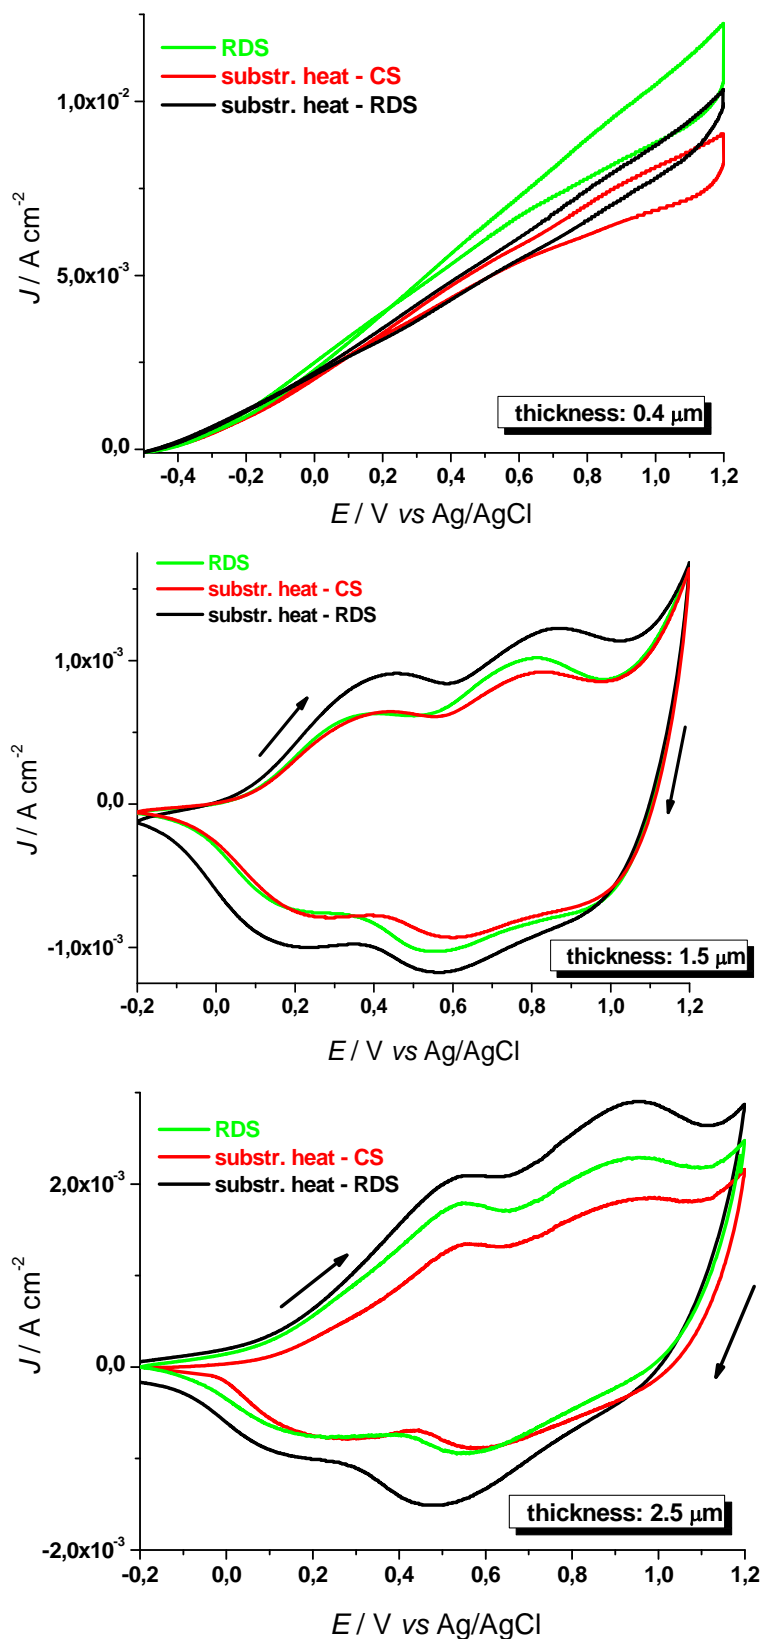 RDS
substr. heat - CS
substr. heat - RDS
1,0x10⁻²
5,0x10⁻³
0,0
J / A cm⁻²
thickness: 0.4 μm
-0,4 -0,2 0,0 0,2 0,4 0,6 0,8 1,0 1,2
E / V vs Ag/AgCl
RDS
substr. heat - CS
substr. heat - RDS
1,0x10⁻³
0,0
-1,0x10⁻³
J / A cm⁻²
thickness: 1.5 μm
-0,2 0,0 0,2 0,4 0,6 0,8 1,0 1,2
E / V vs Ag/AgCl
RDS
substr. heat - CS
substr. heat - RDS
2,0x10⁻³
0,0
-2,0x10⁻³
J / A cm⁻²
thickness: 2.5 μm
-0,2 0,0 0,2 0,4 0,6 0,8 1,0 1,2
E / V vs Ag/AgCl